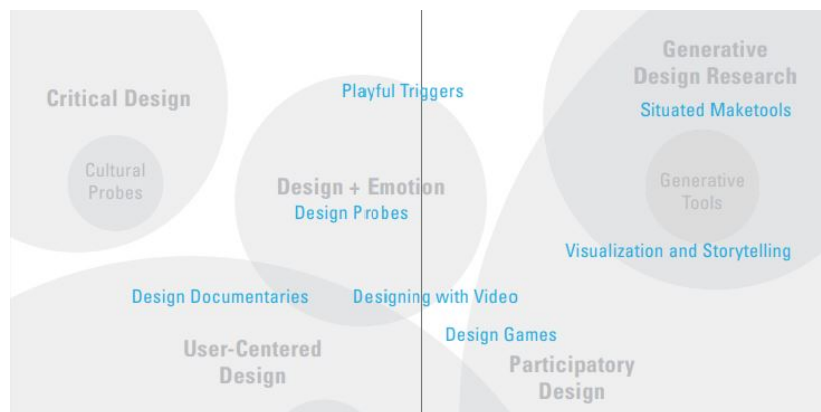 Generative
Design Research
Critical Design
Playful Triggers
Situated Maketools
Cultural
Probes
Design + Emotion
Design Probes
Generative
Tools
Visualization and Storytelling
Design Documentaries
Designing with Video
Design Games
User-Centered
Design
Participatory
Design